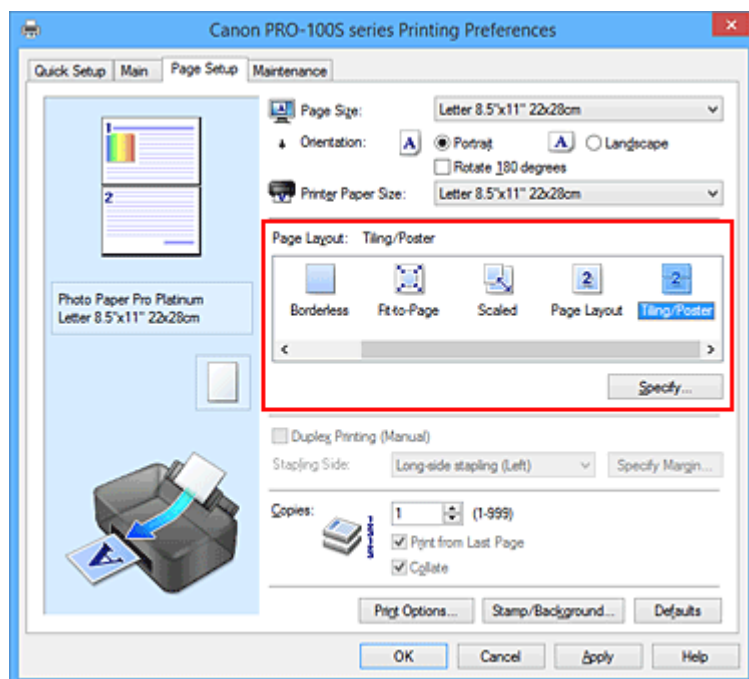 Canon PRO-100S series Printing Preferences
Quick Setup Main Page Setup Maintenance
1
2
Photo Paper Pro Platinum
Letter 8.5"x11" 22x28cm
Page Size: Letter 8.5"x11" 22x28cm
Orientation: A Portrait A Landscape
Rotate 180 degrees
Printer Paper Size: Letter 8.5"x11" 22x28cm
Page Layout: Tiling/Poster
2 2
Borderless Fit-to-Page Scaled Page Layout Tiling/Poster
Specify...
Duplex Printing (Manual)
Stapling Side: Long-side stapling (Left) Specify Margin...
A
Copies: 1 (1-999)
Print from Last Page
Collate
Print Options... Stamp/Background... Defaults
OK Cancel Apply Help